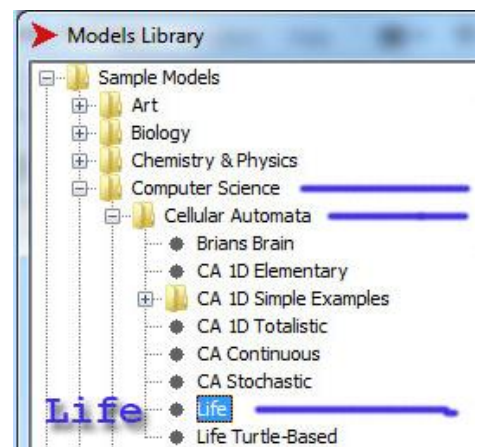 Models Library
Sample Models
Art
Biology
Chemistry & Physics
Computer Science
Cellular Automata
Brians Brain
CA 1D Elementary
CA 1D Simple Examples
CA 1D Totalistic
CA Continuous
CA Stochastic
Life Life
Life Turtle-Based